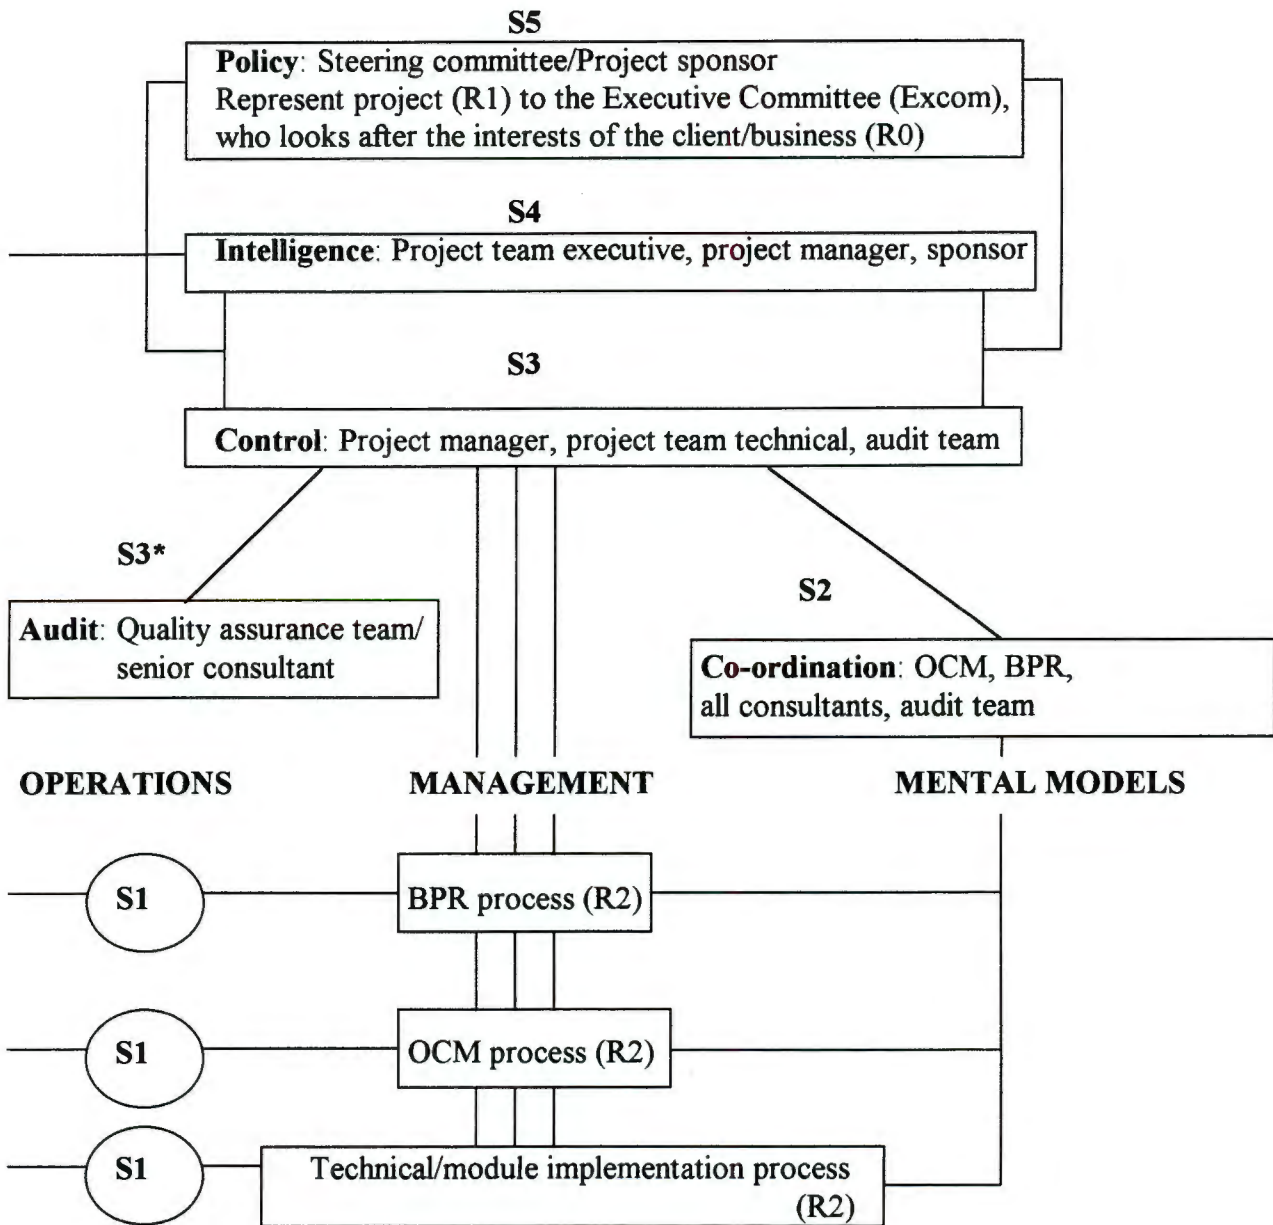 S5
Policy: Steering committee/Project sponsor
Represent project (R1) to the Executive Committee (Excom),
who looks after the interests of the client/business (R0)
S4
Intelligence: Project team executive, project manager, sponsor
S3
Control: Project manager, project team technical, audit team
S3*
Audit: Quality assurance team/
senior consultant
S2
Co-ordination: OCM, BPR,
all consultants, audit team
OPERATIONS
MANAGEMENT
MENTAL MODELS
S1
BPR process (R2)
S1
OCM process (R2)
S1
Technical/module implementation process
(R2)